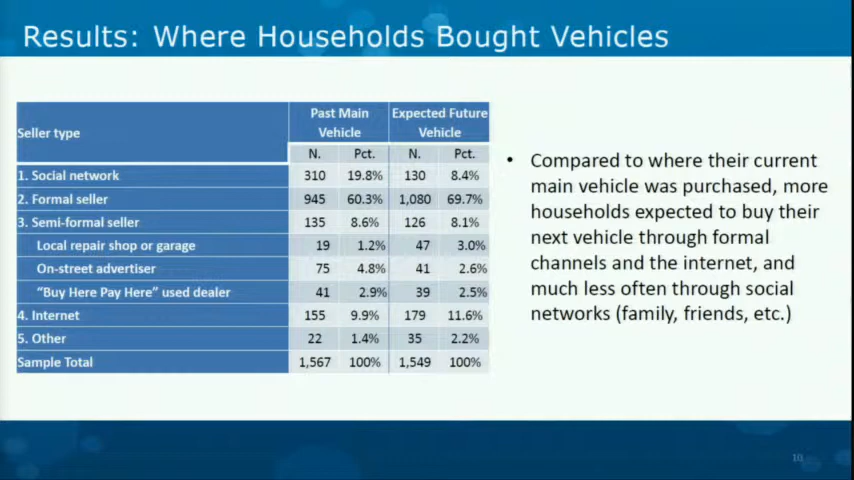 Results: Where Households Bought Vehicles
Seller type Past Main Vehicle Expected Future Vehicle
N. Pct. N. Pct.
1. Social network 310 19.8% 130 8.4%
2. Formal seller 945 60.3% 1,080 69.7%
3. Semi-formal seller 135 8.6% 126 8.1%
Local repair shop or garage 19 1.2% 47 3.0%
On-street advertiser 75 4.8% 41 2.6%
“Buy Here Pay Here” used dealer 41 2.9% 39 2.5%
4. Internet 155 9.9% 179 11.6%
5. Other 22 1.4% 35 2.2%
Sample Total 1,567 100% 1,549 100%
• Compared to where their current
main vehicle was purchased, more
households expected to buy their
next vehicle through formal
channels and the internet, and
much less often through social
networks (family, friends, etc.)
10